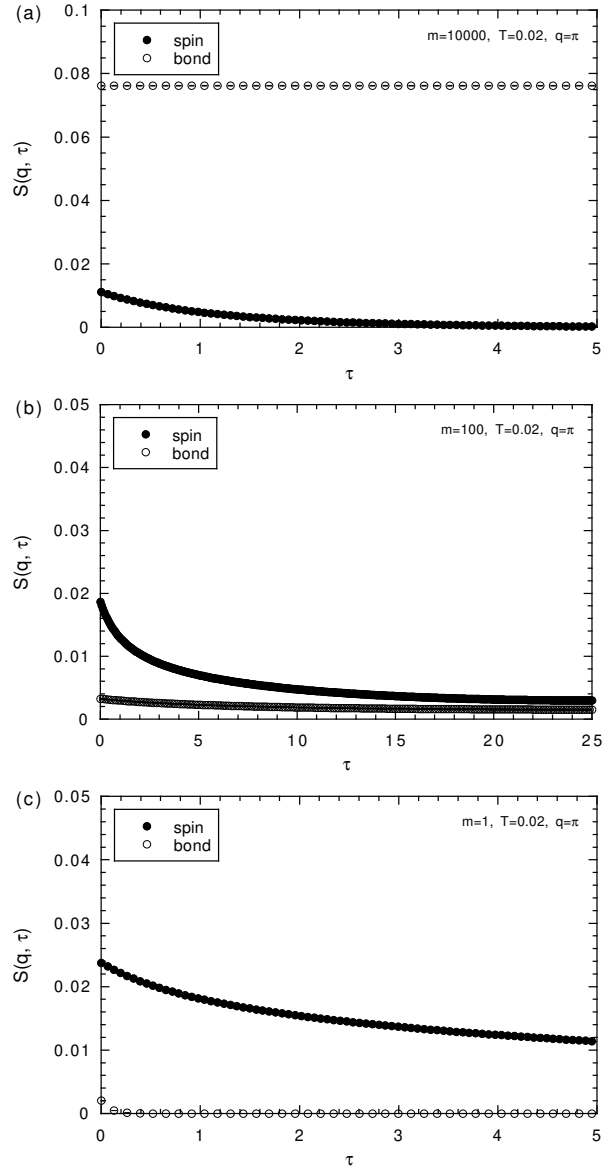 (a)
0.1
spin
bond
m=10000, T=0.02, q=π
0.08
0.06
S(q, τ)
0.04
0.02
0
0 1 2 3 4 5
τ
(b)
0.05
spin
bond
m=100, T=0.02, q=π
0.04
0.03
S(q, τ)
0.02
0.01
0
0 5 10 15 20 25
τ
(c)
0.05
spin
bond
m=1, T=0.02, q=π
0.04
0.03
S(q, τ)
0.02
0.01
0
0 1 2 3 4 5
τ